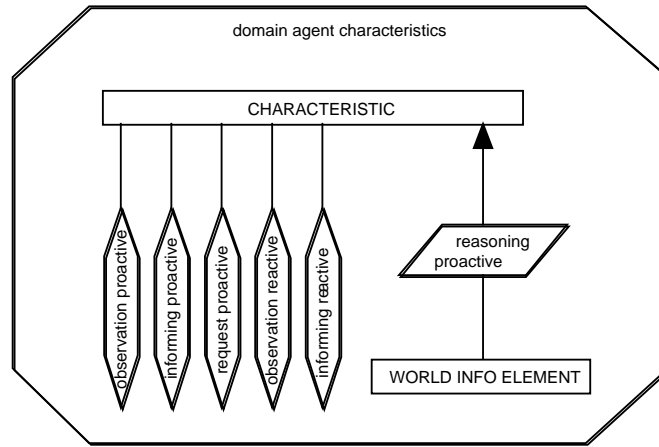 domain agent characteristics
CHARACTERISTIC
observation proactive
informing proactive
request proactive
observation reactive
informing reactive
reasoning
proactive
WORLD INFO ELEMENT